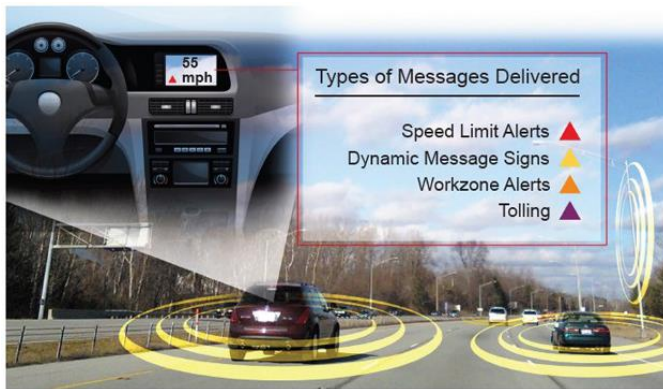 55
mph
Types of Messages Delivered
Speed Limit Alerts
Dynamic Message Signs
Workzone Alerts
Tolling